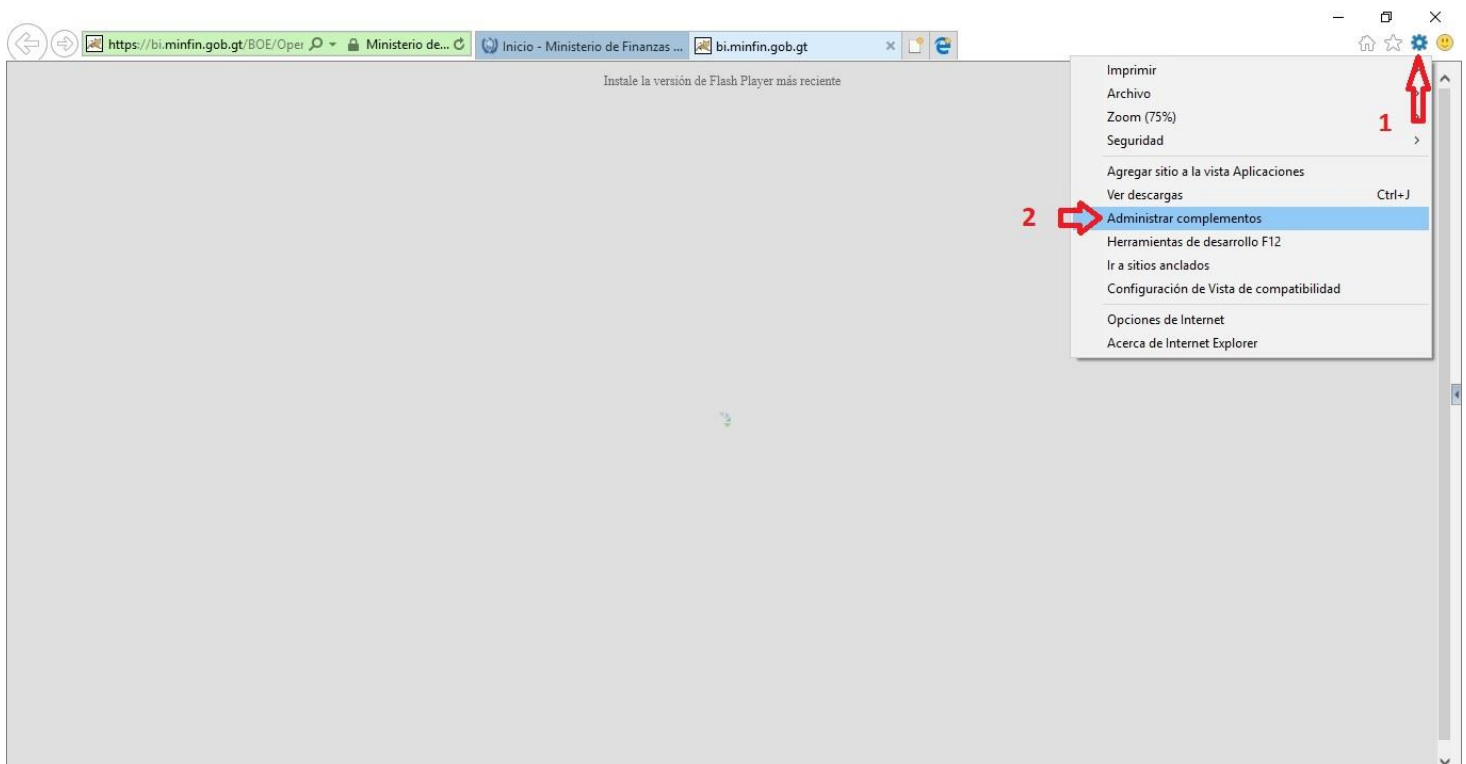 https://bi.minfin.gob.gt/BOE/Oper
Ministerio de...
Inicio - Ministerio de Finanzas ...
bi.minfin.gob.gt
Instale la versión de Flash Player más reciente
Imprimir
Archivo
Zoom (75%)
1
Seguridad
Agregar sitio a la vista Aplicaciones
Ver descargas Ctrl+J
2 Administrar complementos
Herramientas de desarrollo F12
Ir a sitios anclados
Configuración de Vista de compatibilidad
Opciones de Internet
Acerca de Internet Explorer